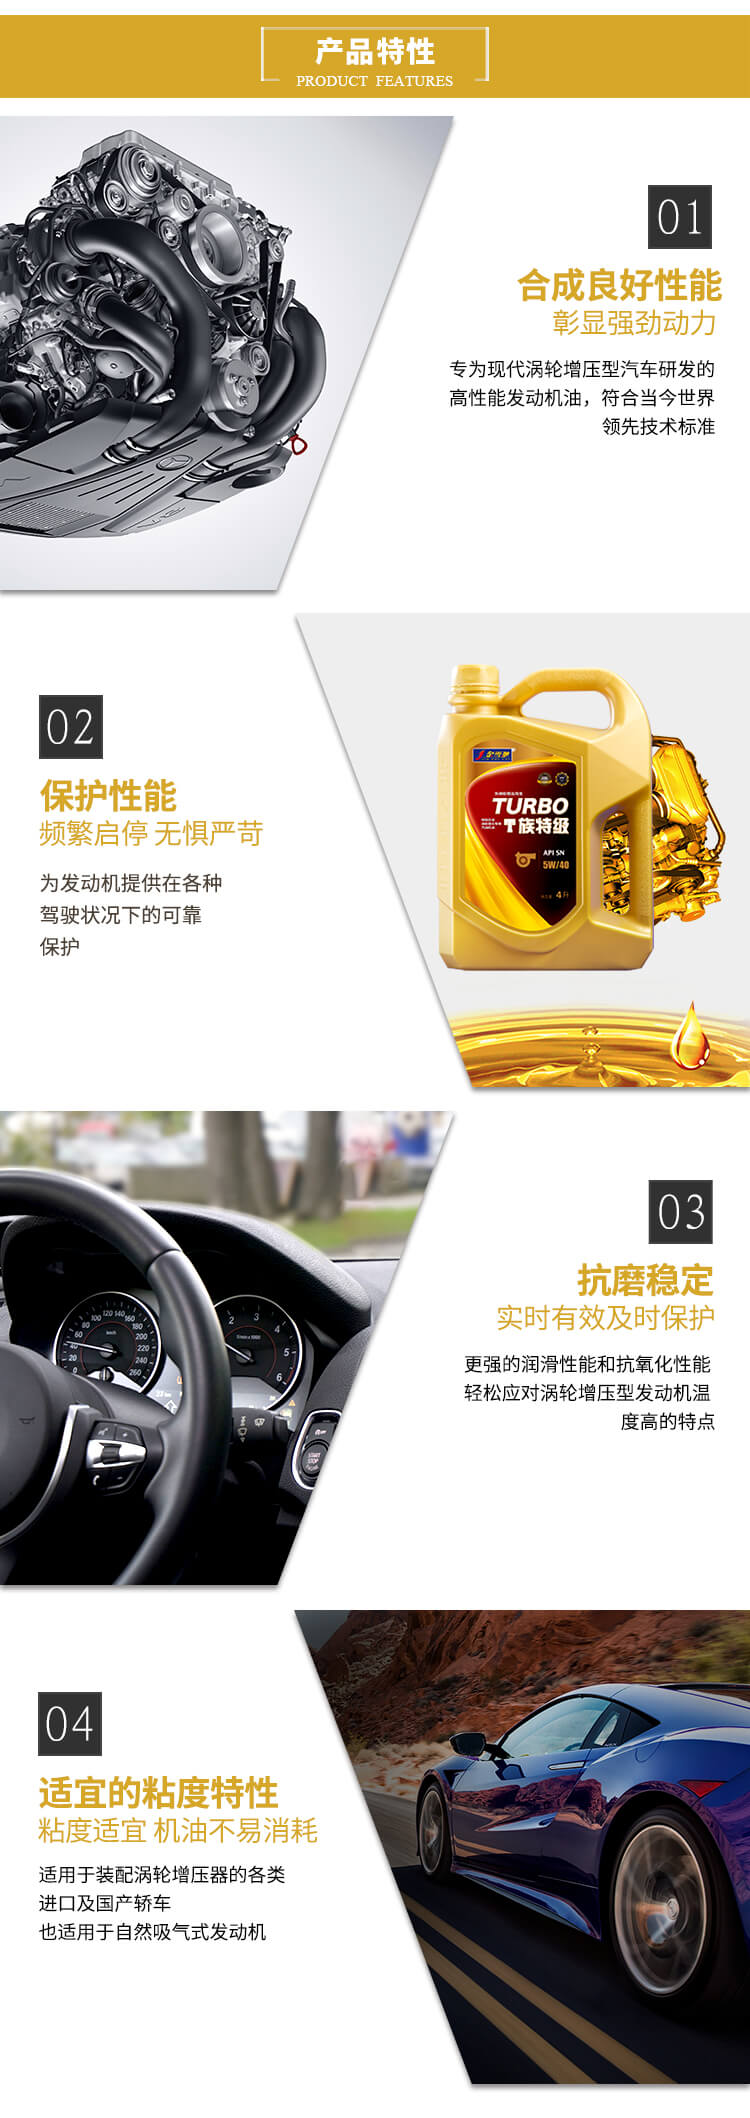 产品特性
PRODUCT FEATURES
01
合成良好性能
彰显强劲动力
专为现代涡轮增压型汽车研发的
高性能发动机油，符合当今世界
领先技术标准
02
保护性能
频繁启停 无惧严苛
为发动机提供在各种
驾驶状况下的可靠
保护
TURBO
T族特级
API SN
5W/40
4升
03
抗磨稳定
实时有效及时保护
更强的润滑性能和抗氧化性能
轻松应对涡轮增压型发动机温
度高的特点
START
STOP
04
适宜的粘度特性
粘度适宜 机油不易消耗
适用于装配涡轮增压器的各类
进口及国产轿车
也适用于自然吸气式发动机